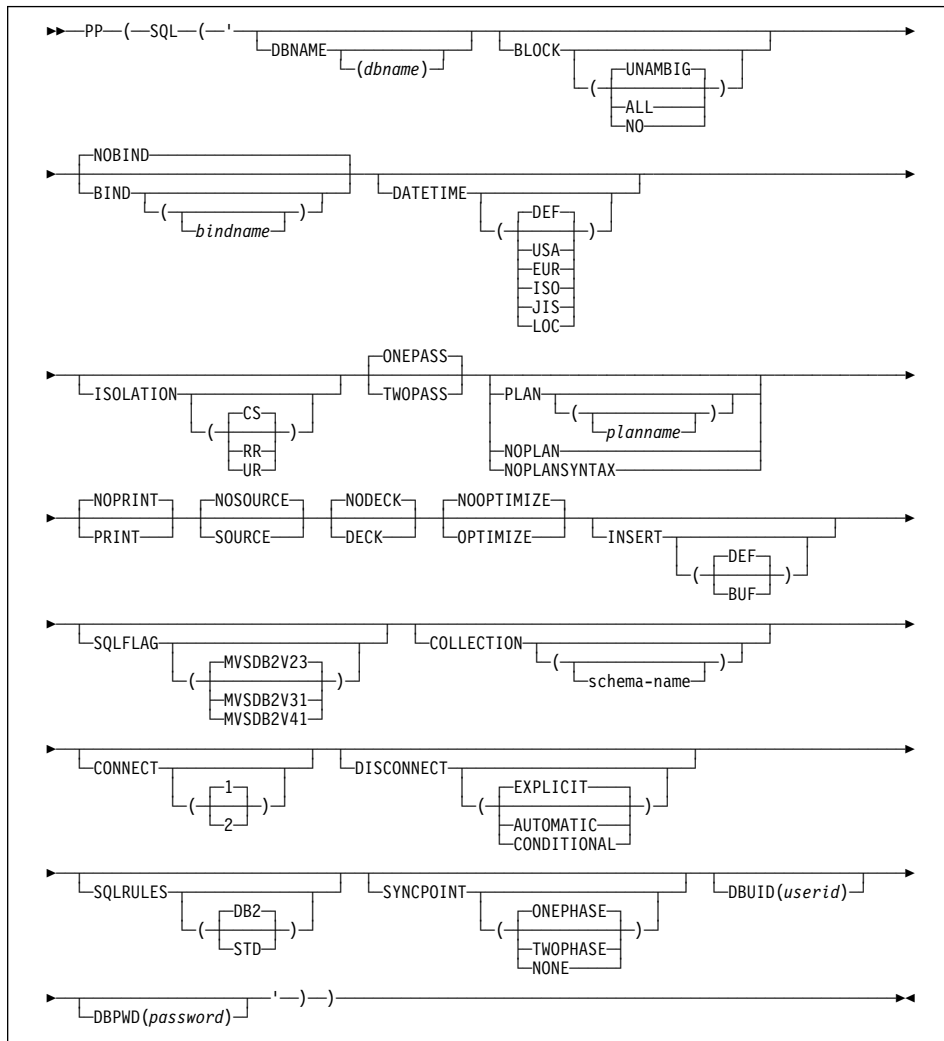 PP ( SQL ( '
DBNAME BLOCK
(dbname) UNAMBIG
( )
ALL
NO
NOBIND
BIND DATETIME
( ) DEF
bindname ( )
USA
EUR
ISO
JIS
LOC
ONEPASS
ISOLATION TWOPASS PLAN
CS ( )
( ) planname
RR NOPLAN
UR NOPLANSYNTAX
NOPRINT NOSOURCE NODECK NOOPTIMIZE
PRINT SOURCE DECK OPTIMIZE INSERT
DEF
( )
BUF
SQLFLAG COLLECTION
MVSDB2V23 ( )
( ) schema-name
MVSDB2V31
MVSDB2V41
CONNECT DISCONNECT
1 EXPLICIT
( ) ( )
2 AUTOMATIC
CONDITIONAL
SQLRULES SYNCPOINT DBUID(userid)
DB2 ONEPHASE
( ) ( )
STD TWOPHASE
NONE
' ) )
DBPWD(password)